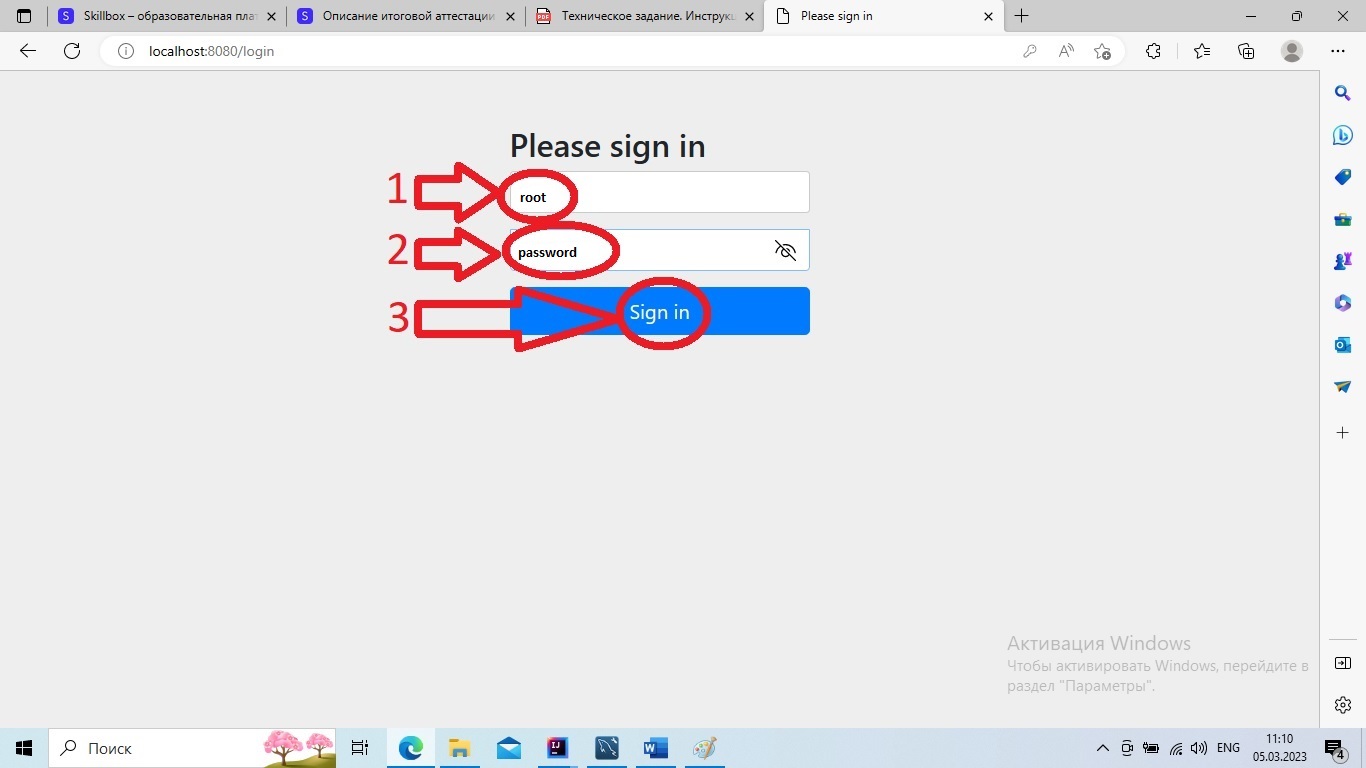 Skillbox – образовательная плат
Описание итоговой аттестации
Техническое задание. Инструкц
Please sign in
localhost:8080/login
Please sign in
1
root
2
password
3
Sign in
Активация Windows
Чтобы активировать Windows, перейдите в
раздел "Параметры".
Поиск
ENG
11:10
05.03.2023
4